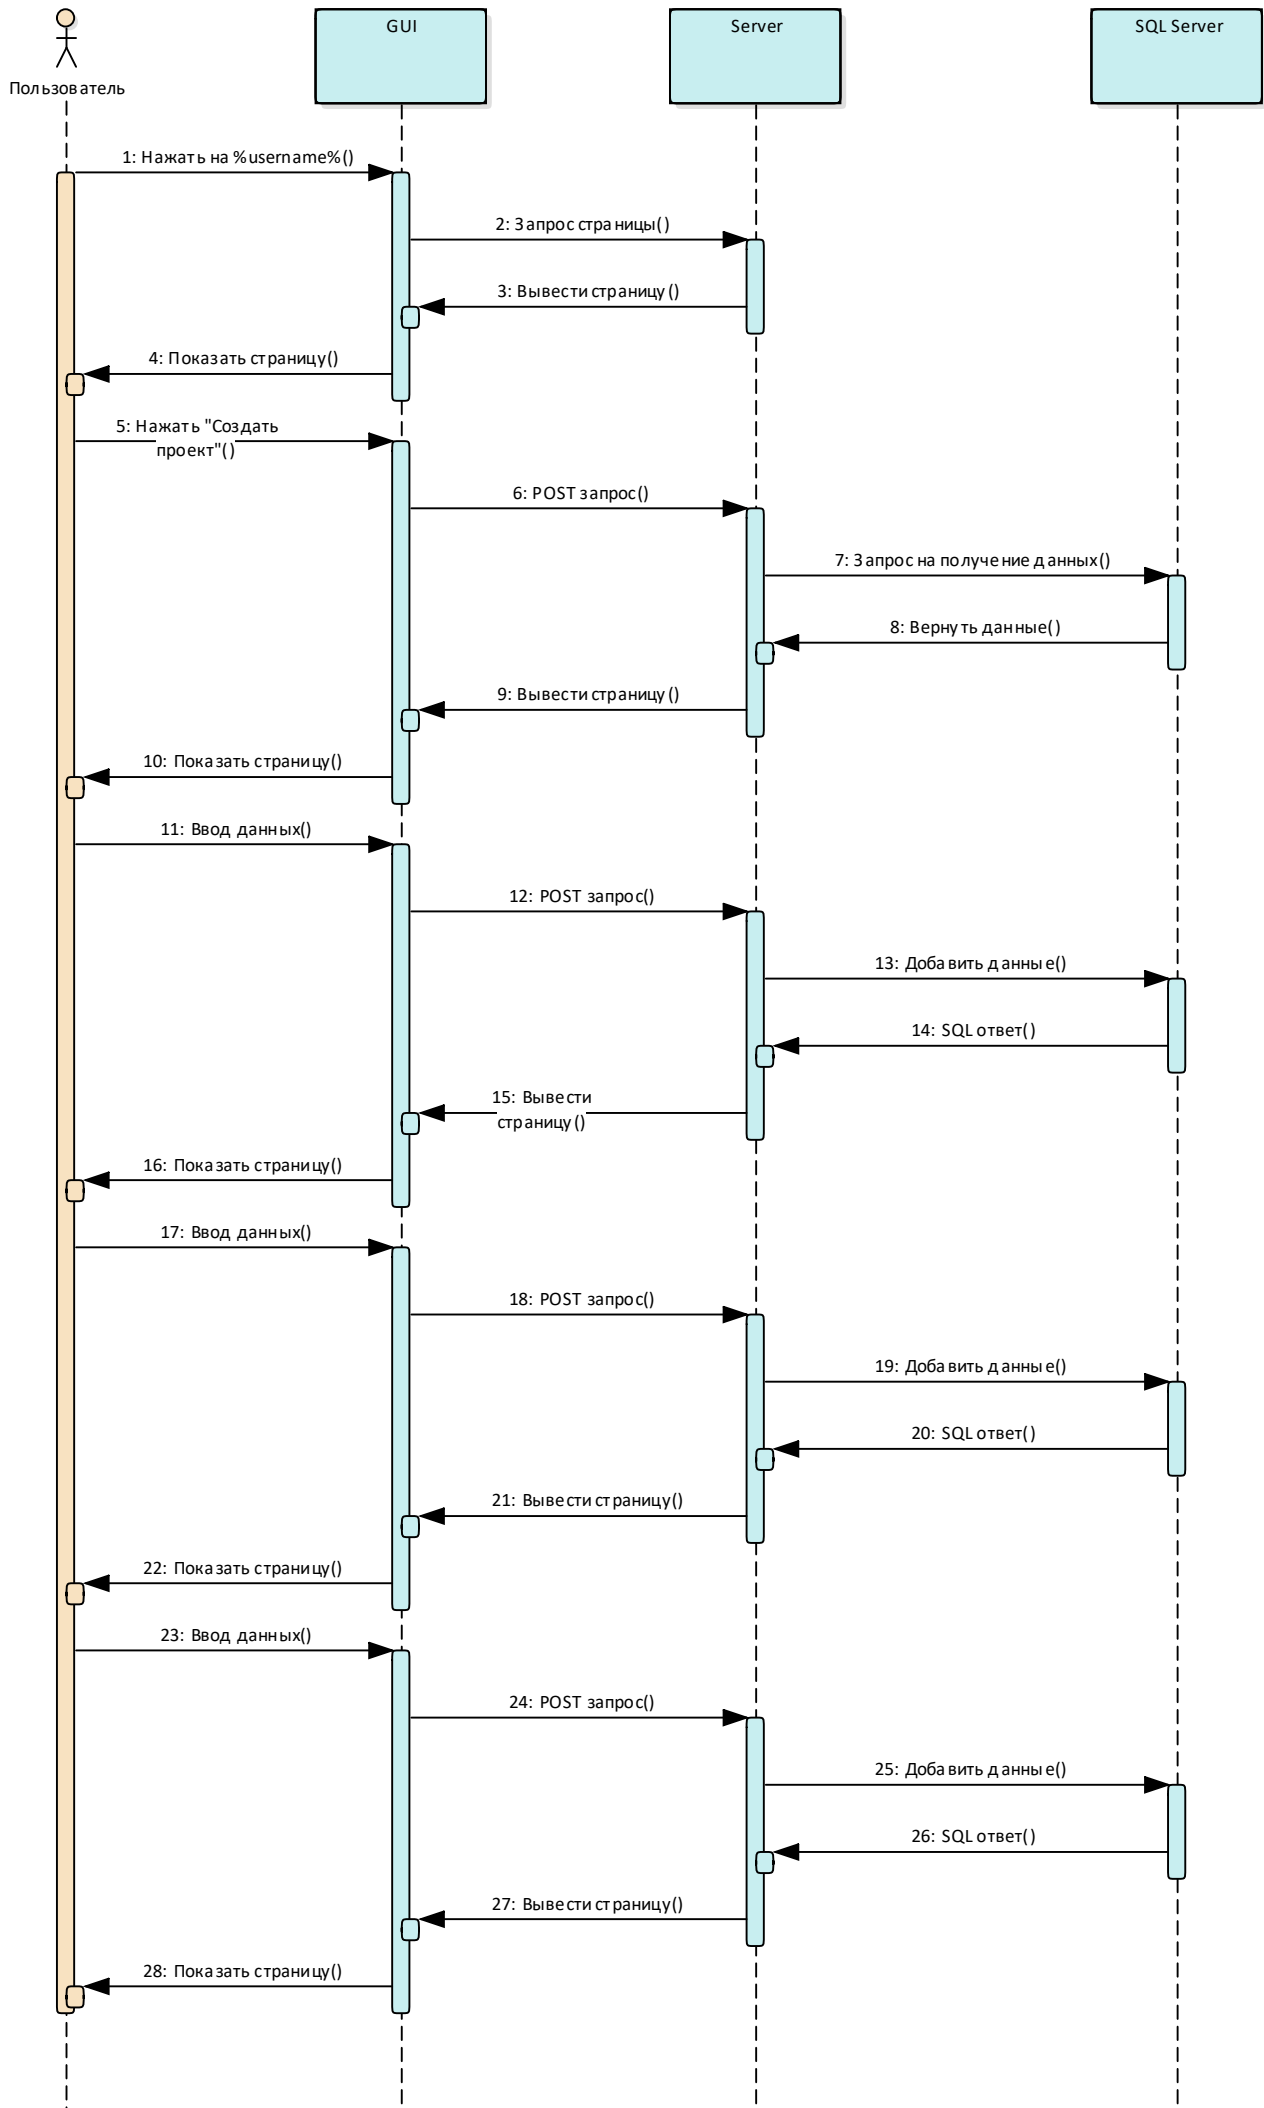 GUI
Server
SQL Server
Пользователь
1: Нажать на %username%()
2: Запрос страницы()
3: Вывести страницу()
4: Показать страницу()
5: Нажать "Создать
проект"()
6: POST запрос()
7: Запрос на получение данных()
8: Вернуть данные()
9: Вывести страницу()
10: Показать страницу()
11: Ввод данных()
12: POST запрос()
13: Добавить данные()
14: SQL ответ()
15: Вывести
страницу()
16: Показать страницу()
17: Ввод данных()
18: POST запрос()
19: Добавить данные()
20: SQL ответ()
21: Вывести страницу()
22: Показать страницу()
23: Ввод данных()
24: POST запрос()
25: Добавить данные()
26: SQL ответ()
27: Вывести страницу()
28: Показать страницу()